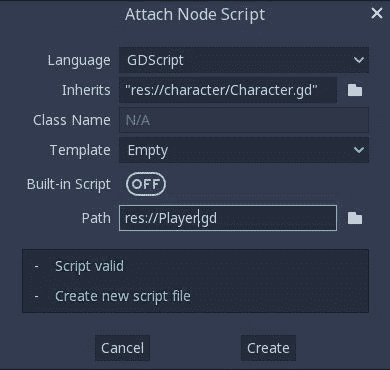 Attach Node Script
Language GDScript
Inherits "res://character/Character.gd"
Class Name N/A
Template Empty
Built-in Script OFF
Path res://Player.gd
- Script valid
- Create new script file
Cancel Create